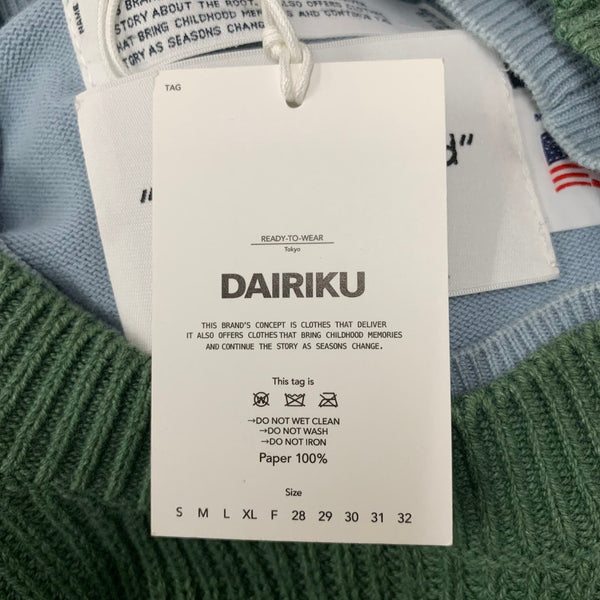 NAME
STORY ABOUT THE ROOT
THAT BRING CHILDHOOD MEMORIES
STORY AS SEASONS CHANGE.
TAG
READY-TO-WEAR
Tokyo
DAIRIKU
THIS BRAND'S CONCEPT IS CLOTHES THAT DELIVER
IT ALSO OFFERS CLOTHES THAT BRING CHILDHOOD MEMORIES
AND CONTINUE THE STORY AS SEASONS CHANGE.
This tag is
→DO NOT WET CLEAN
→DO NOT WASH
→DO NOT IRON
Paper 100%
Size
S M L XL F 28 29 30 31 32